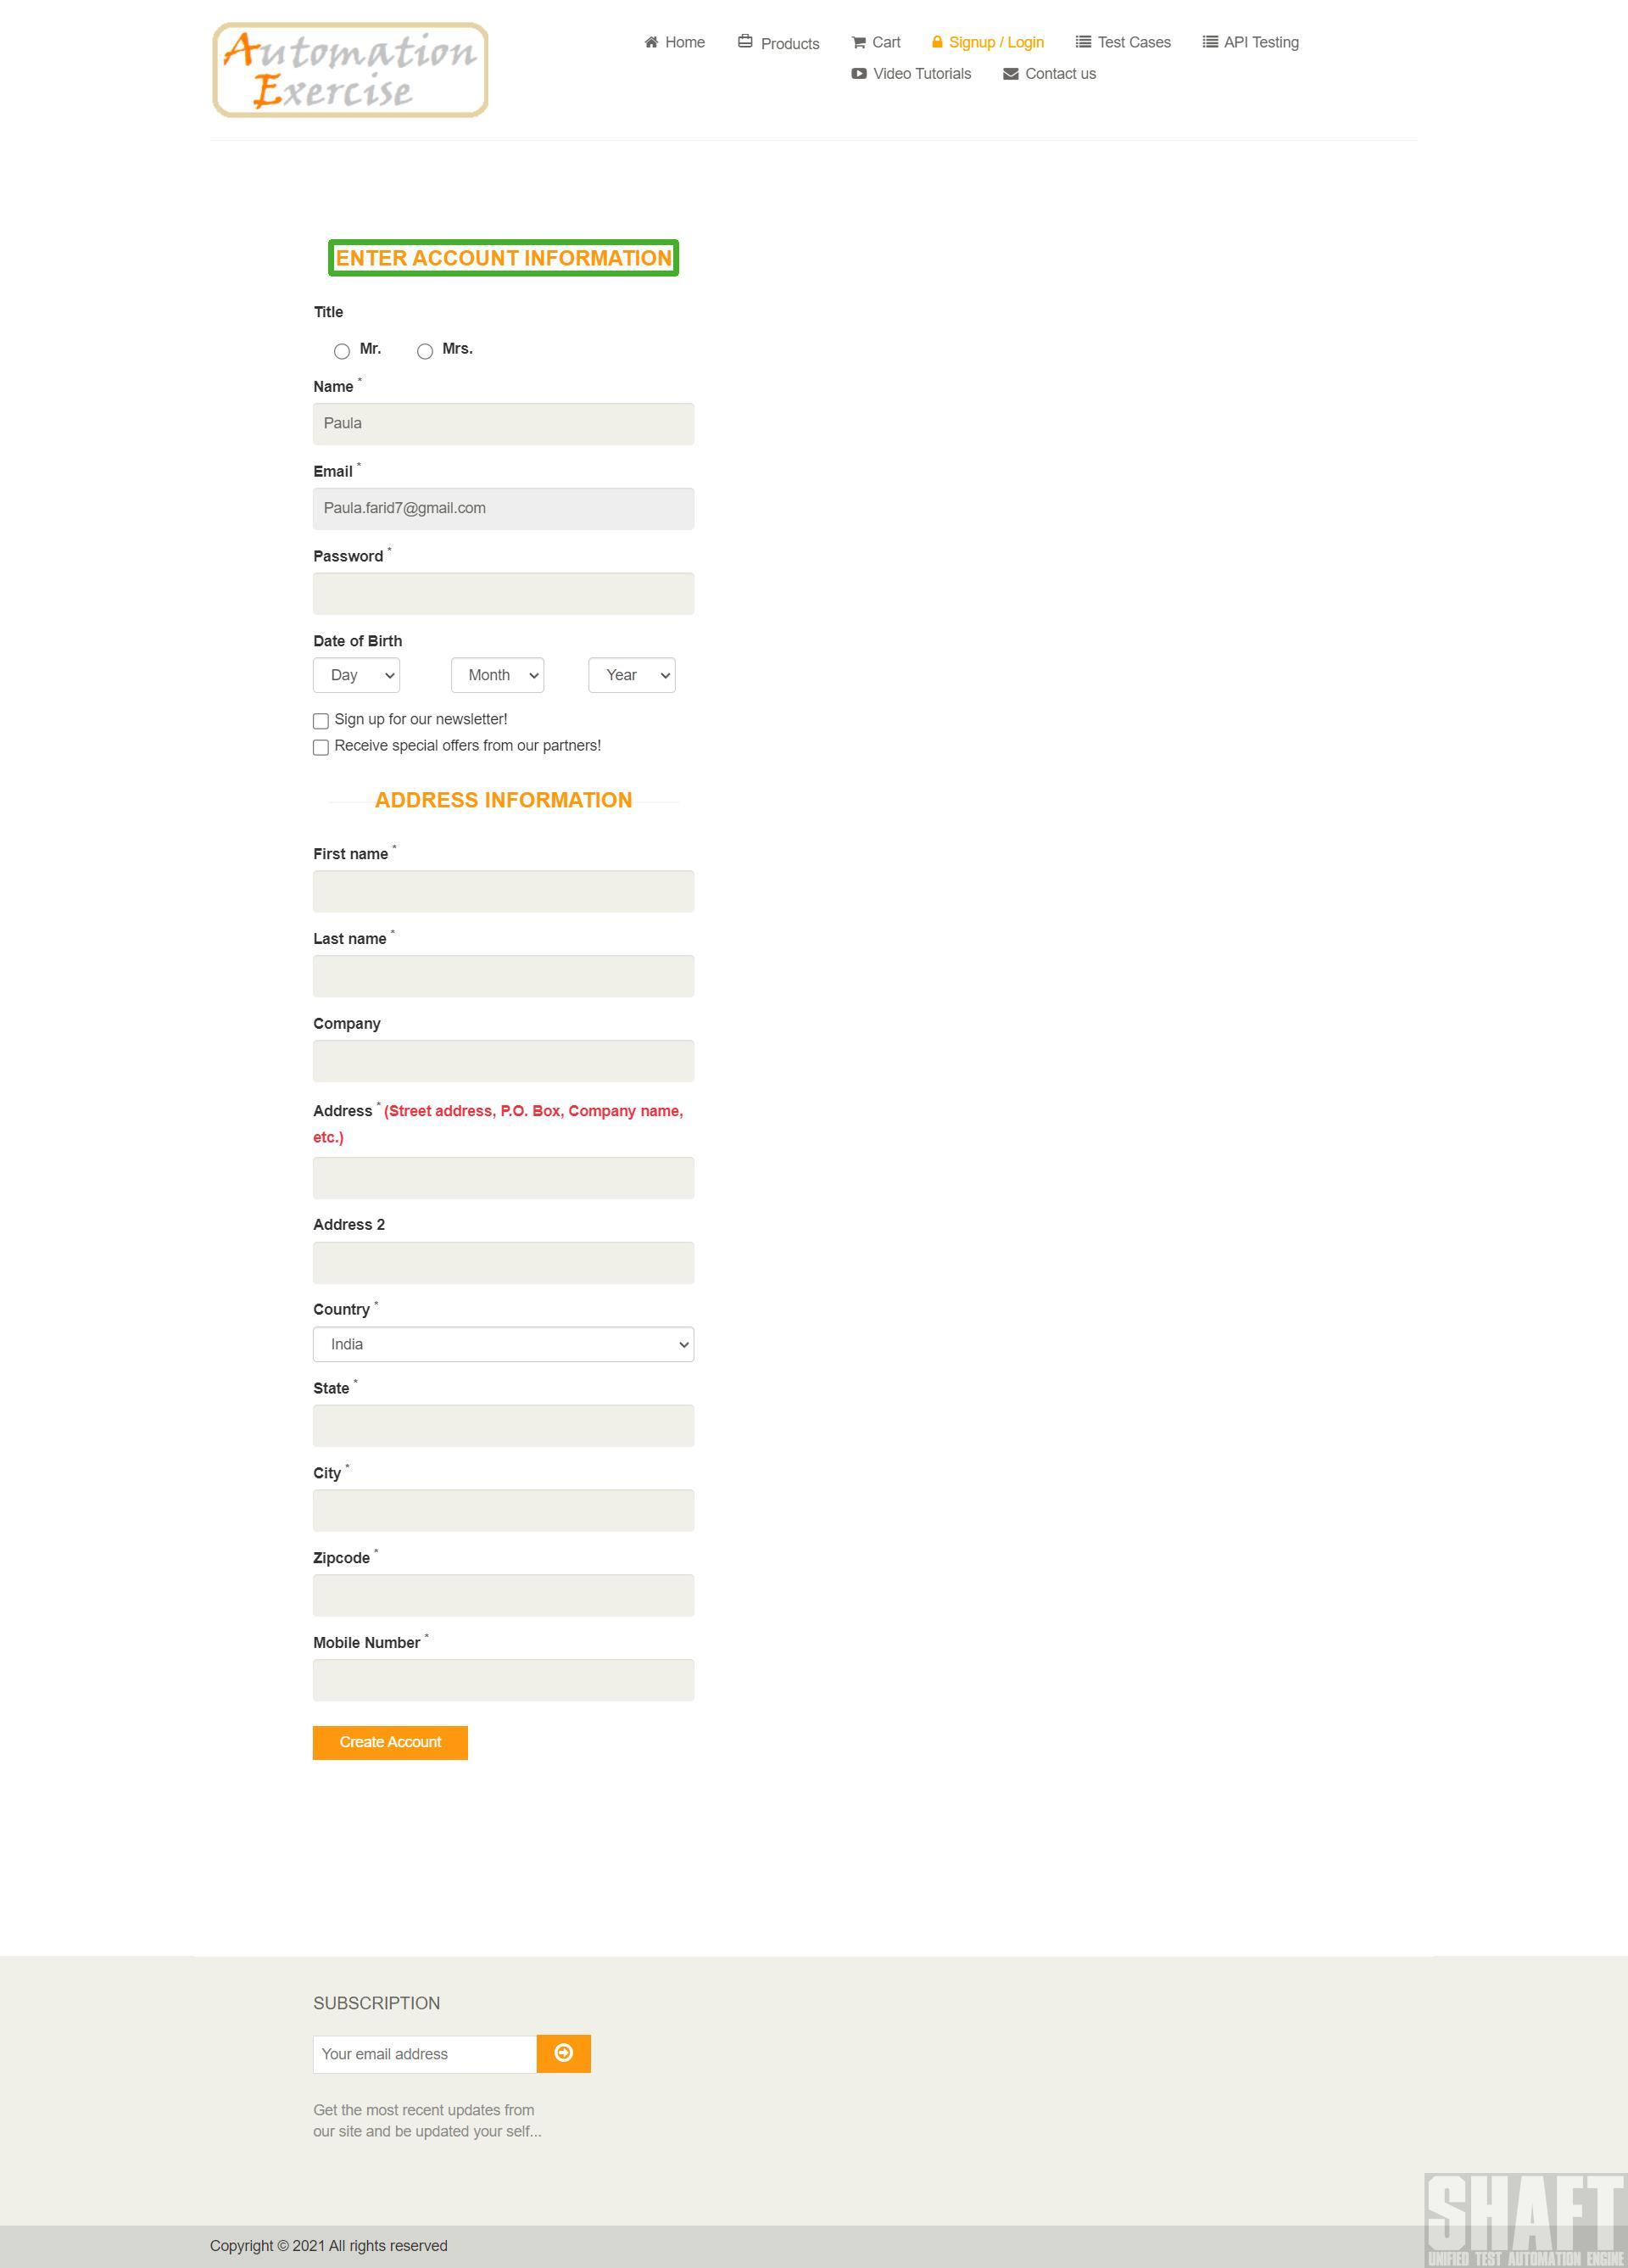 Automation
Exercise
Home Products Cart Signup / Login Test Cases API Testing
Video Tutorials Contact us
ENTER ACCOUNT INFORMATION
Title
Mr. Mrs.
Name *
Paula
Email *
Paula.farid7@gmail.com
Password *
Date of Birth
Day Month Year
Sign up for our newsletter!
Receive special offers from our partners!
ADDRESS INFORMATION
First name *
Last name *
Company
Address * (Street address, P.O. Box, Company name,
etc.)
Address 2
Country *
India
State *
City *
Zipcode *
Mobile Number *
Create Account
SUBSCRIPTION
Your email address
Get the most recent updates from
our site and be updated your self...
SHAFT
UNIFIED TEST AUTOMATION ENGINE
Copyright © 2021 All rights reserved